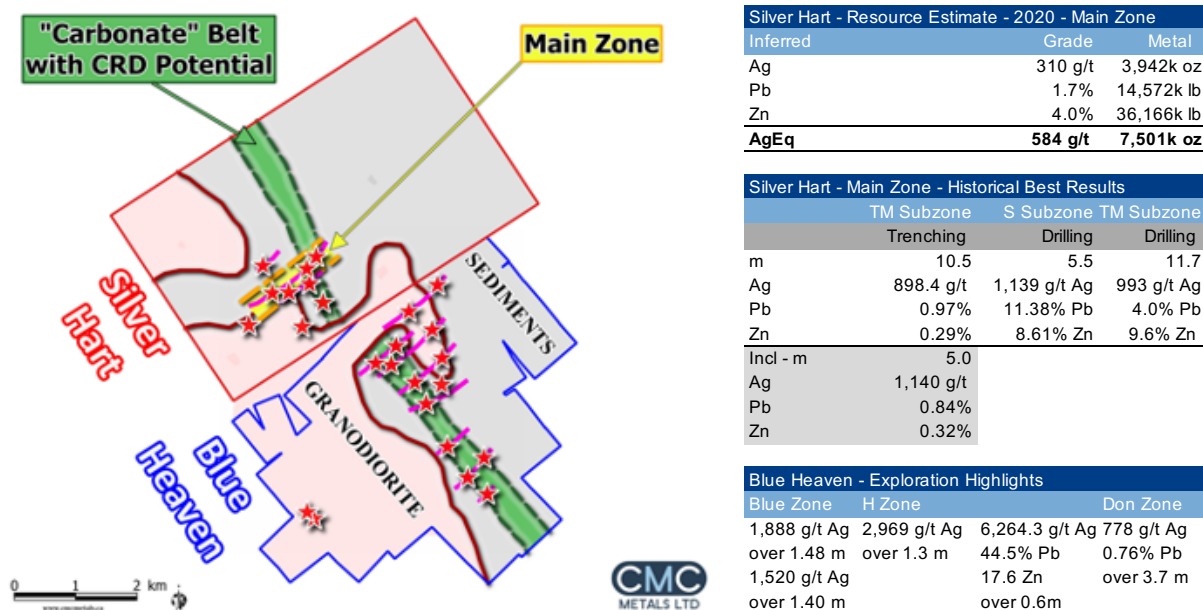 "Carbonate" Belt
with CRD Potential
Main Zone
Silver
Hart
SEDIMENTS
GRANODIORITE
Blue
Heaven
0 1 2 km
www.cmcmetals.ca
CMC
METALS LTD
Silver Hart - Resource Estimate - 2020 - Main Zone
Inferred Grade Metal
Ag 310 g/t 3,942k oz
Pb 1.7% 14,572k lb
Zn 4.0% 36,166k lb
AgEq 584 g/t 7,501k oz
Silver Hart - Main Zone - Historical Best Results
TM Subzone S Subzone TM Subzone
Trenching Drilling Drilling
m 10.5 5.5 11.7
Ag 898.4 g/t 1,139 g/t Ag 993 g/t Ag
Pb 0.97% 11.38% Pb 4.0% Pb
Zn 0.29% 8.61% Zn 9.6% Zn
Incl - m 5.0
Ag 1,140 g/t
Pb 0.84%
Zn 0.32%
Blue Heaven - Exploration Highlights
Blue Zone H Zone Don Zone
1,888 g/t Ag 2,969 g/t Ag 6,264.3 g/t Ag 778 g/t Ag
over 1.48 m over 1.3 m 44.5% Pb 0.76% Pb
1,520 g/t Ag 17.6 Zn over 3.7 m
over 1.40 m over 0.6m